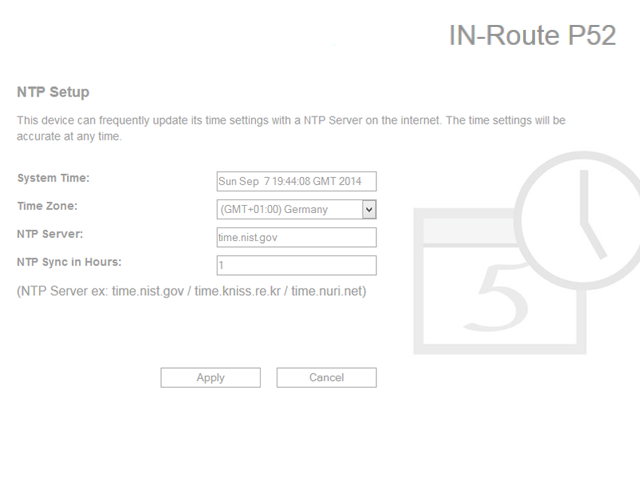 IN-Route P52
NTP Setup
This device can frequently update its time settings with a NTP Server on the internet. The time settings will be
accurate at any time.
System Time: Sun Sep  7 19:44:08 GMT 2014
Time Zone: (GMT+01:00) Germany
NTP Server: time.nist.gov
NTP Sync in Hours: 1
(NTP Server ex: time.nist.gov / time.kniss.re.kr / time.nuri.net)
5
Apply Cancel